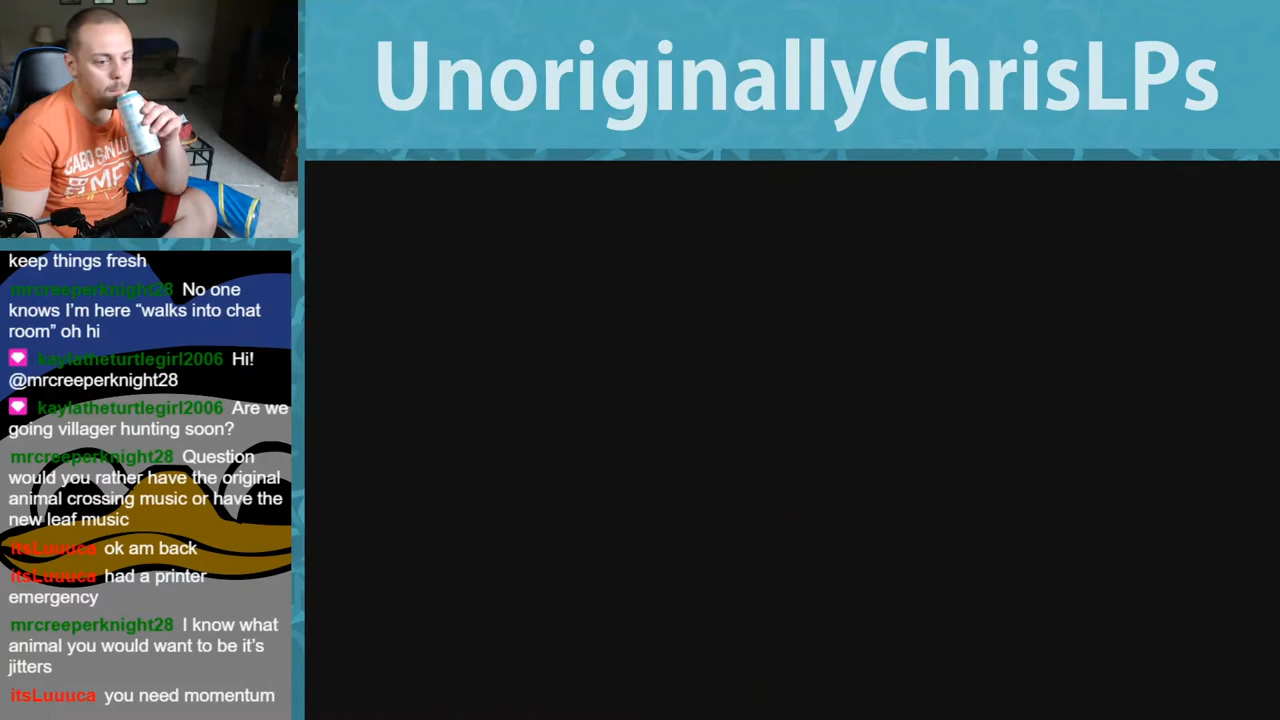 UnoriginallyChrisLPs
CABO SAN LU
keep things fresh
mrcreeperknight28 No one
knows I'm here “walks into chat
room” oh hi
kaylatheturtlegirl2006 Hi!
@mrcreeperknight28
kaylatheturtlegirl2006 Are we
going villager hunting soon?
mrcreeperknight28 Question
would you rather have the original
animal crossing music or have the
new leaf music
itsLuuuca ok am back
itsLuuuca had a printer
emergency
mrcreeperknight28 I know what
animal you would want to be it's
jitters
itsLuuuca you need momentum